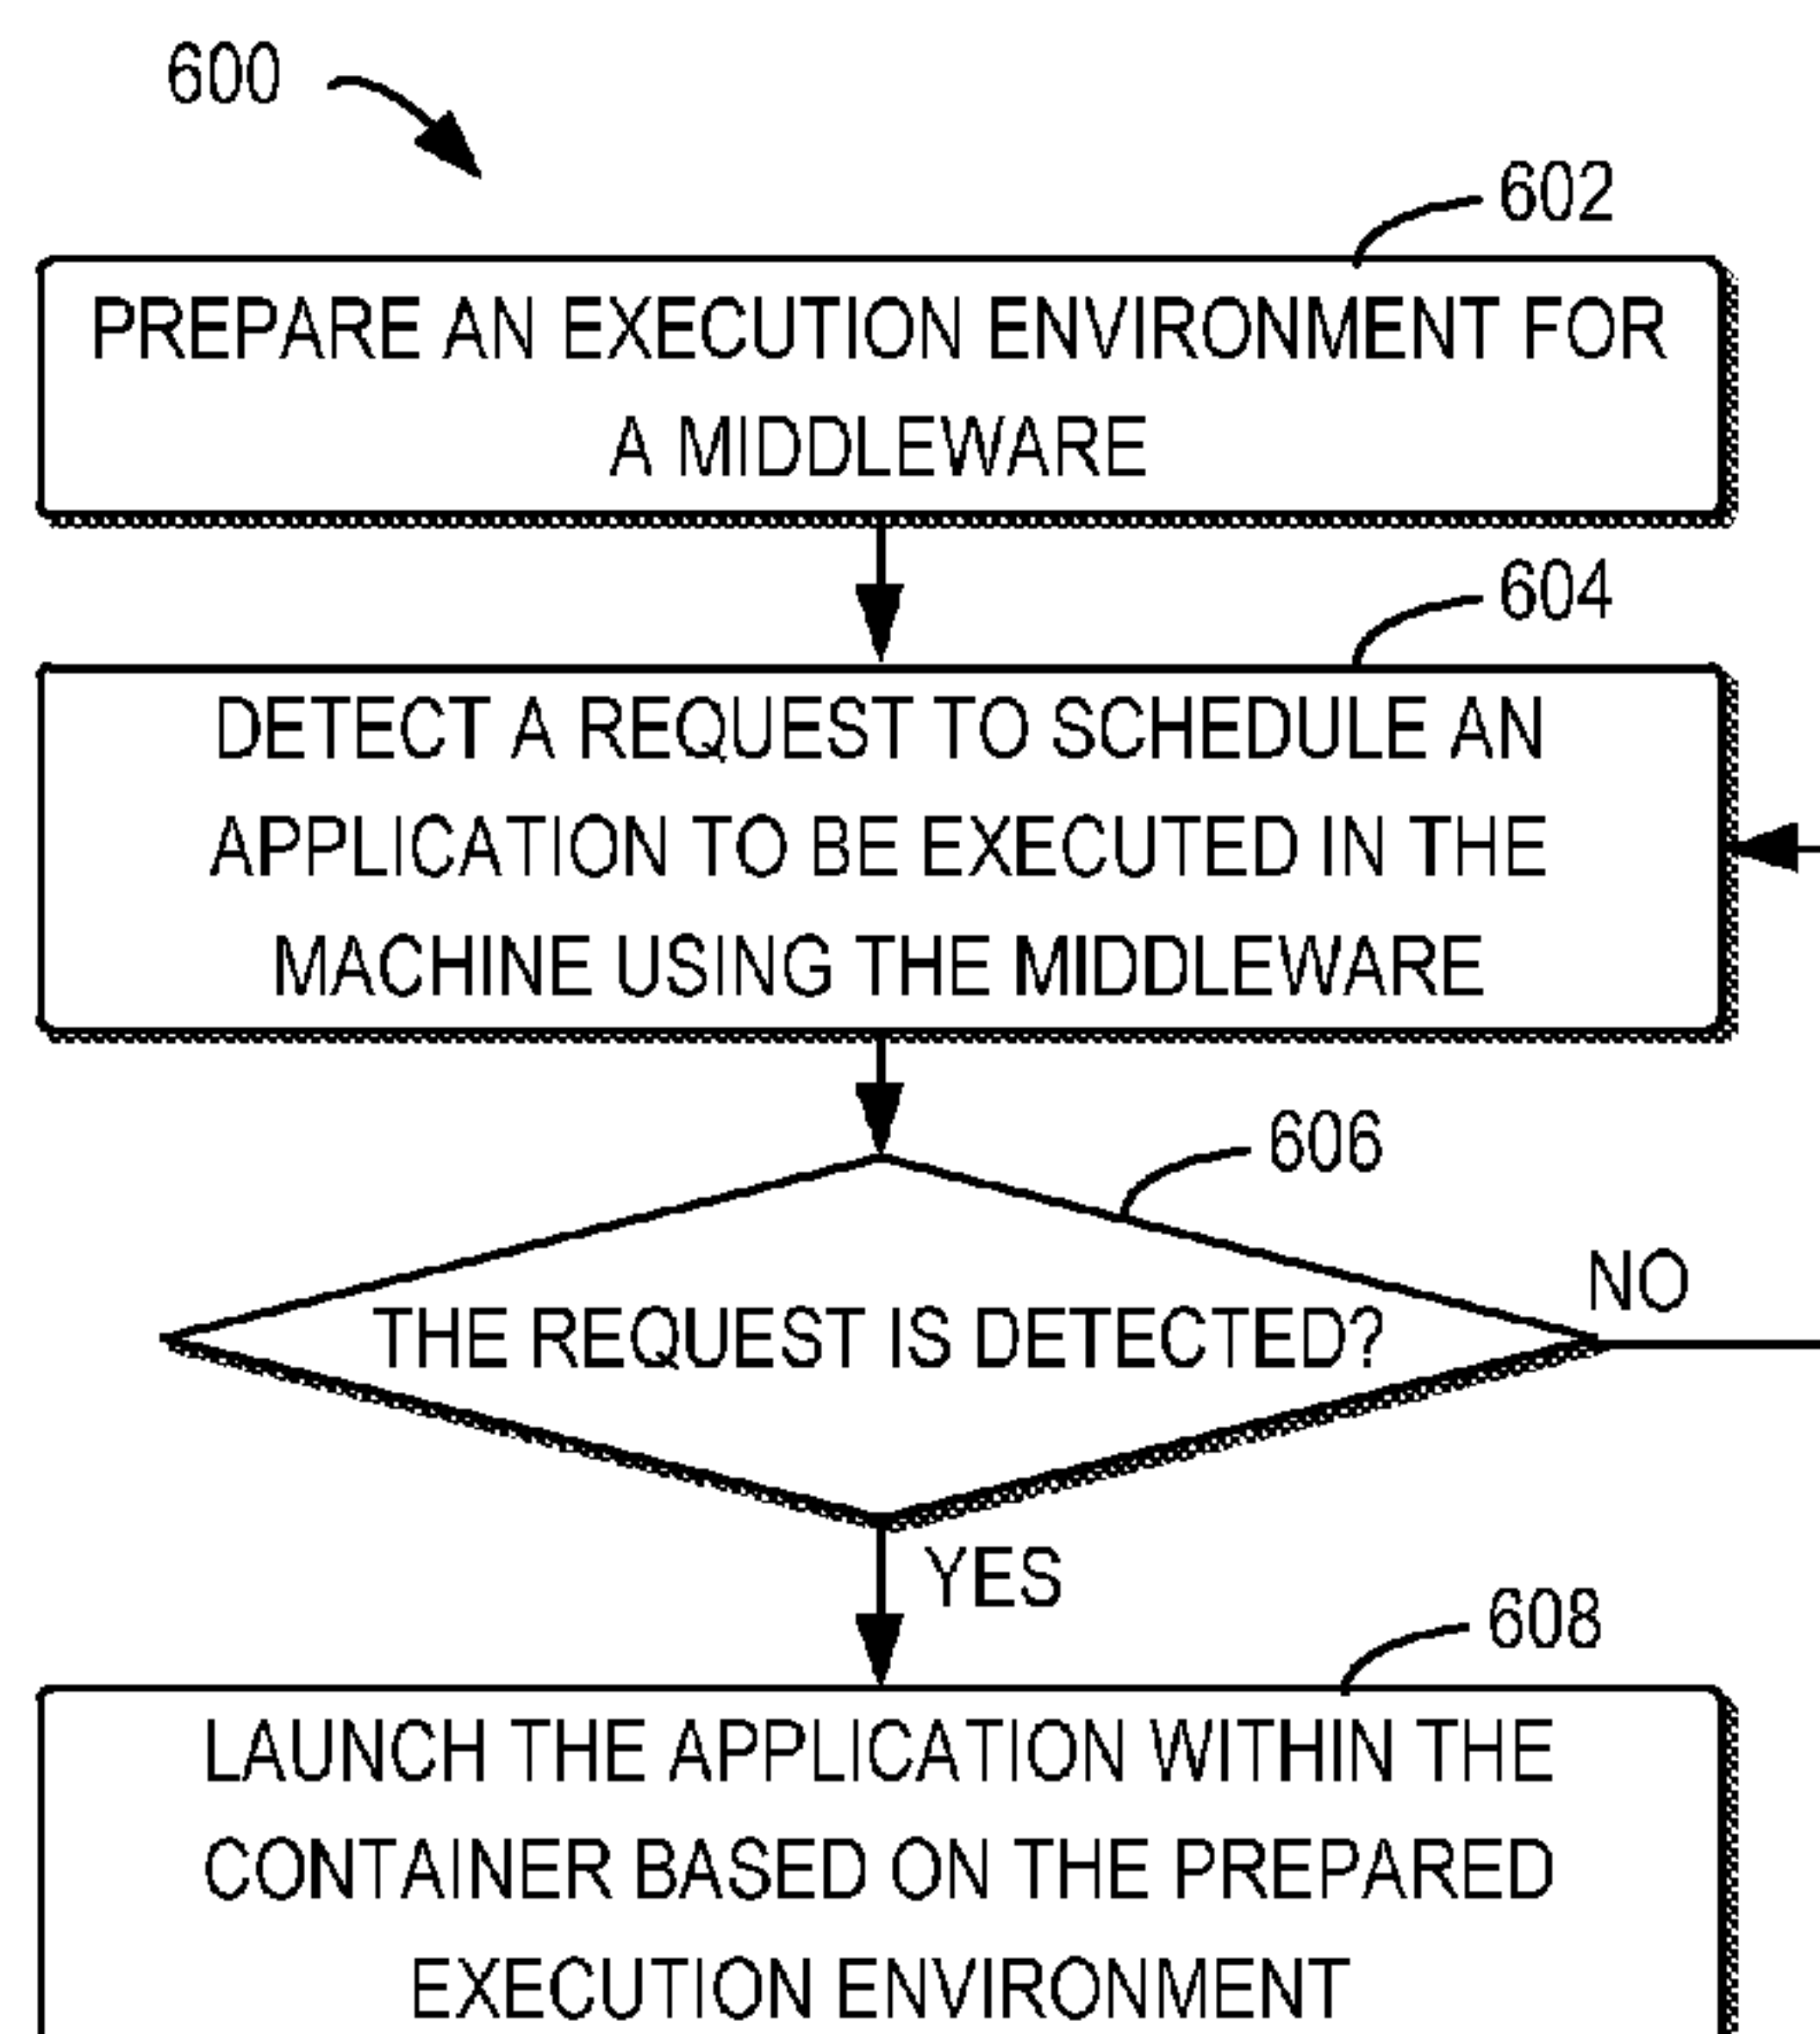 600
602
PREPARE AN EXECUTION ENVIRONMENT FOR
A MIDDLEWARE
604
DETECT A REQUEST TO SCHEDULE AN
APPLICATION TO BE EXECUTED IN THE
MACHINE USING THE MIDDLEWARE
606
NO
THE REQUEST IS DETECTED?
YES
608
LAUNCH THE APPLICATION WITHIN THE
CONTAINER BASED ON THE PREPARED
EXECUTION ENVIRONMENT